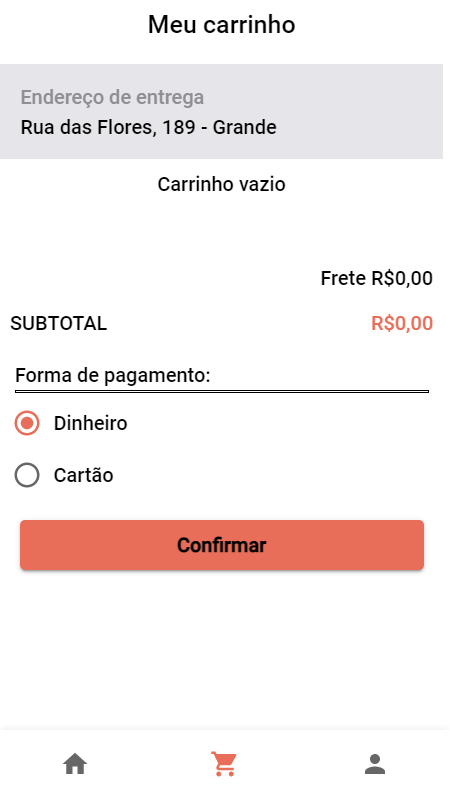 Meu carrinho
Endereço de entrega
Rua das Flores, 189 - Grande
Carrinho vazio
Frete R$0,00
SUBTOTAL R$0,00
Forma de pagamento:
Dinheiro
Cartão
Confirmar